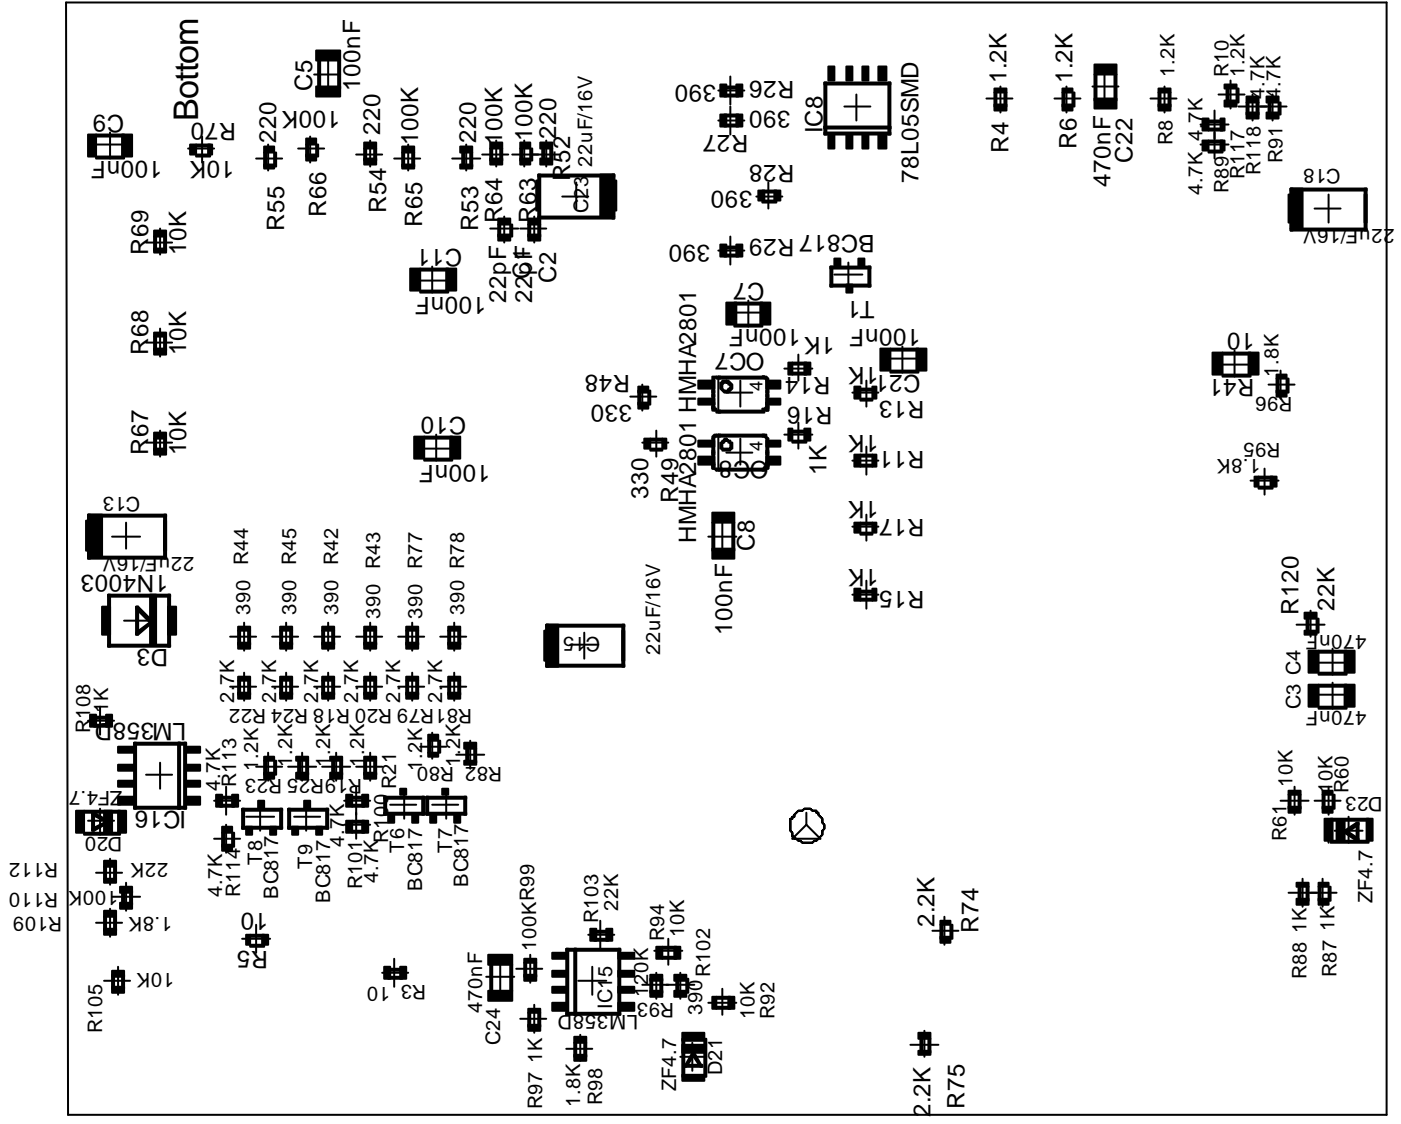 Bottom
C9
100nF
R70
10K
220
R55
100K
R66
C5
100nF
220
R54
100K
R65
220
R53
100K
R64
100K
R63
220
R52
22uF/16V
C23
22pF
C1
C2
390
R26
390
R27
R28
390
390
R29
IC8
78L05SMD
BC817
T1
1.2K
R4
1.2K
R6
470nF
C22
1.2K
R8
R10
1.2K
4.7K
4.7K
4.7K
4.7K
R89
R117
R118
R91
C18
22uF/16V
R69
10K
R68
10K
R67
10K
C11
100nF
C10
100nF
C7
100nF
HMHA2801
OC7
4
1K
R14
R16
1K
HMHA2801
OC8
4
R48
330
330
R49
100nF
C21
1K
R13
1K
R11
1K
R17
1K
R15
C8
100nF
10
R41
1.8K
R96
R95
1.8K
C13
22uF/16V
1N4003
D3
R44
390
R45
390
R42
390
R43
390
R77
390
R78
390
C15
22uF/16V
R120
22K
470nF
C4
C3
470nF
2.7K
R22
2.7K
R24
2.7K
R18
2.7K
R20
2.7K
R79
2.7K
R81
R108
1K
LM358D
IC16
ZF4.7
D20
4.7K
R113
4.7K
R114
1.2K
R23
1.2K
R25
1.2K
R19
1.2K
R21
1.2K
R80
1.2K
R82
T8
BC817
T9
BC817
4.7K
R101
R100
4.7K
T6
BC817
T7
BC817
10K
R61
10K
R60
D23
ZF4.7
R112
22K
R110
100K
R109
1.8K
R105
10K
10
R5
10
R3
R88
1K
R87
1K
470nF
C24
R99
100K
R103
22K
R97
1K
IC15
LM358D
1.8K
R98
R94
10K
120K
R93
R102
390
10K
R92
ZF4.7
D21
2.2K
R74
2.2K
R75